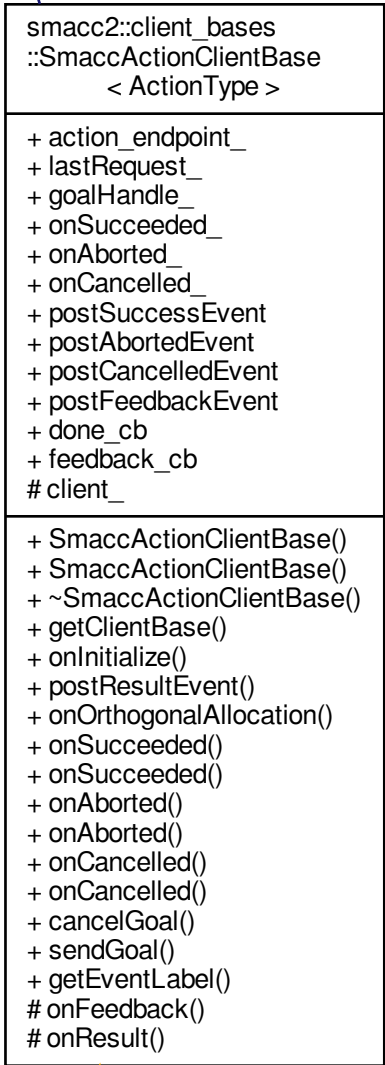 smacc2::client_bases
::SmaccActionClientBase
< ActionType >
+ action_endpoint_
+ lastRequest_
+ goalHandle_
+ onSucceeded_
+ onAborted_
+ onCancelled_
+ postSuccessEvent
+ postAbortedEvent
+ postCancelledEvent
+ postFeedbackEvent
+ done_cb
+ feedback_cb
# client_
+ SmaccActionClientBase()
+ SmaccActionClientBase()
+ ~SmaccActionClientBase()
+ getClientBase()
+ onInitialize()
+ postResultEvent()
+ onOrthogonalAllocation()
+ onSucceeded()
+ onSucceeded()
+ onAborted()
+ onAborted()
+ onCancelled()
+ onCancelled()
+ cancelGoal()
+ sendGoal()
+ getEventLabel()
# onFeedback()
# onResult()